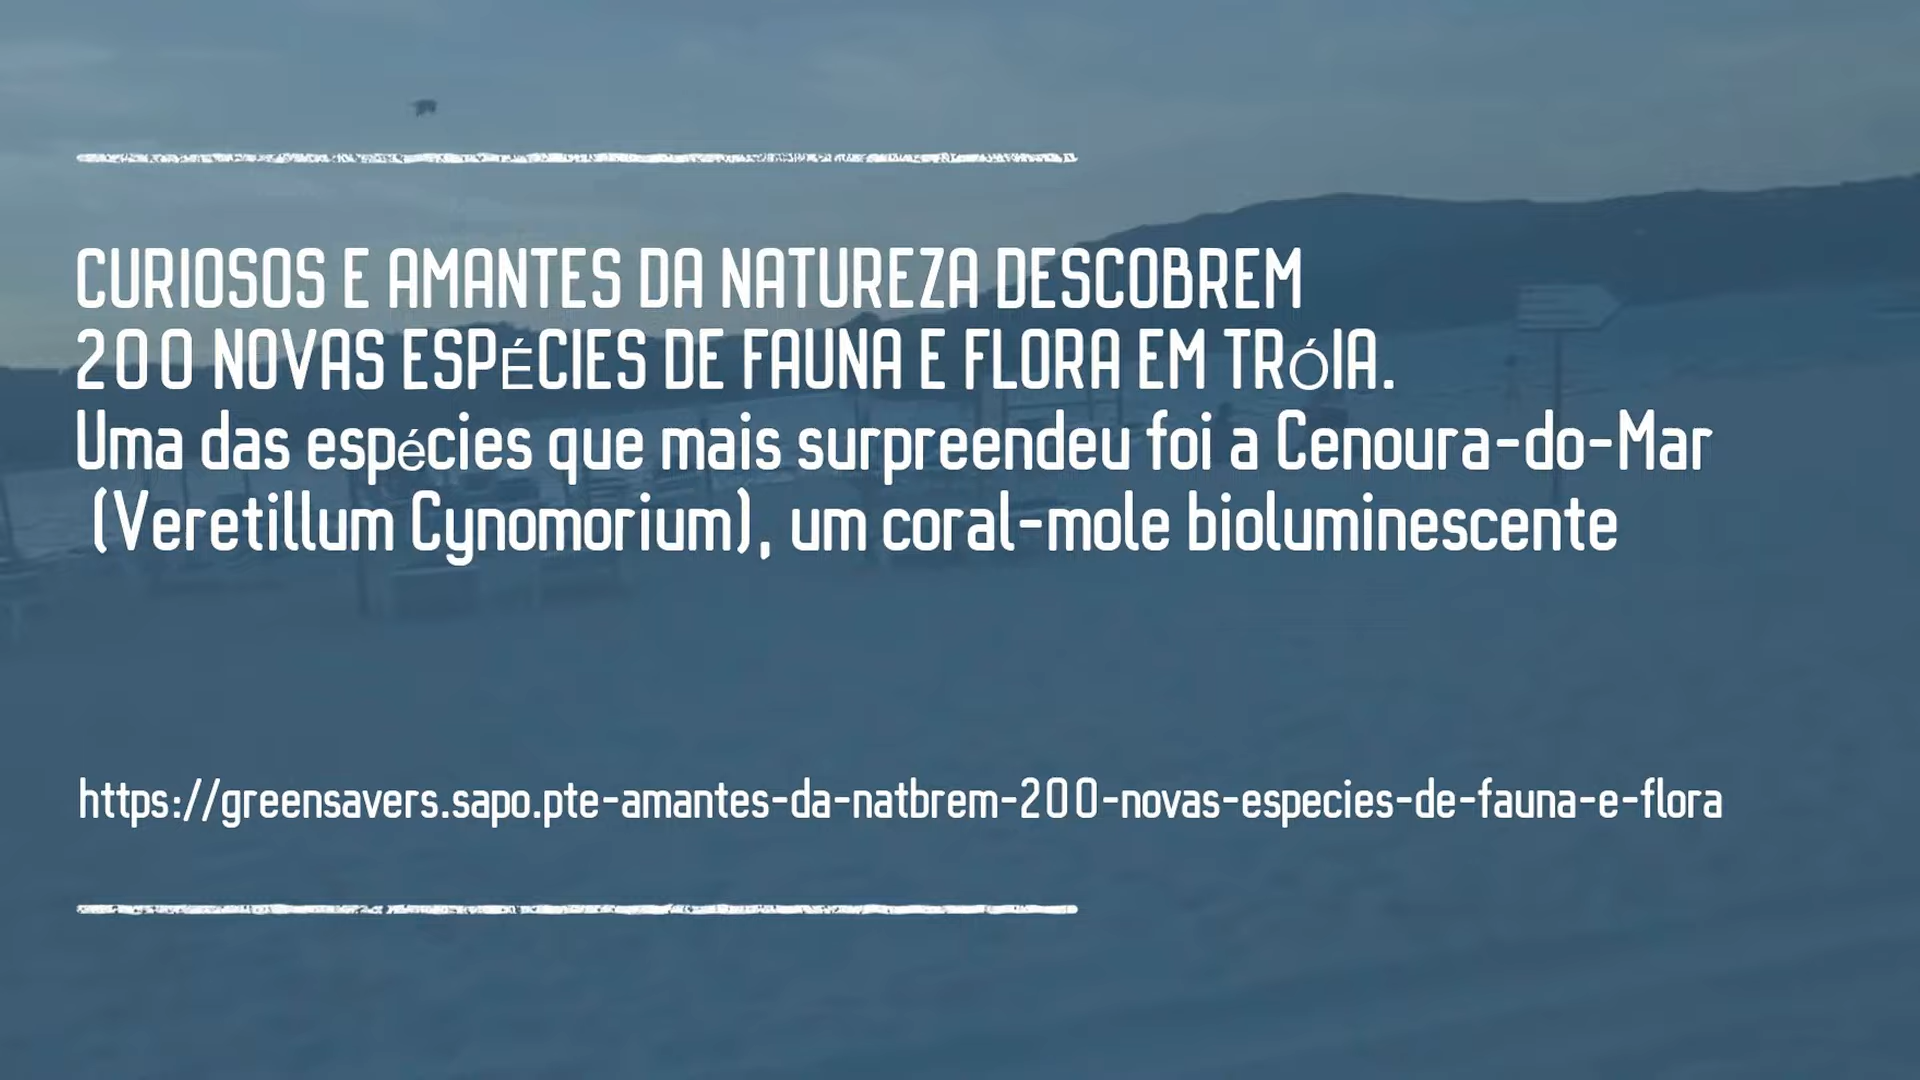 CURIOSOS E AMANTES DA NATUREZA DESCOBREM
200 NOVAS ESPÉCIES DE FAUNA E FLORA EM TRÓIA.
Uma das espécies que mais surpreendeu foi a Cenoura-do-Mar
(Veretillum Cynomorium), um coral-mole bioluminescente
https://greensavers.sapo.pte-amantes-da-natbrem-200-novas-especies-de-fauna-e-flora